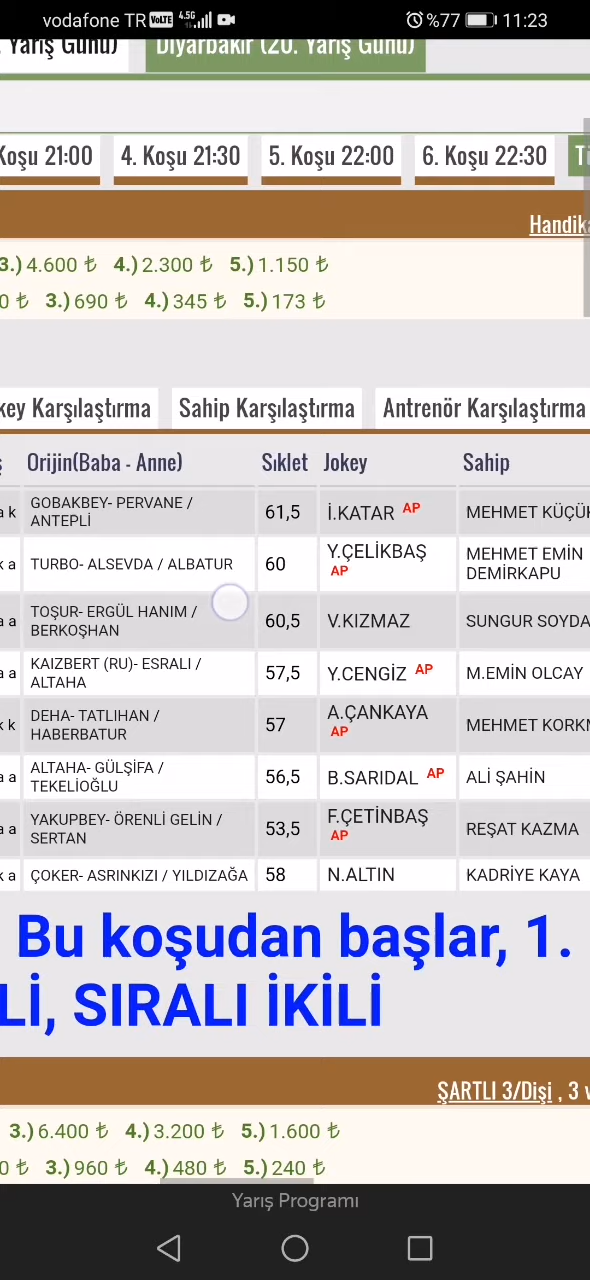 vodafone TR VoLTE 4.5G %77 11:23
. Yarış Günü) Diyarbakır (20. Yarış Günü)
Koşu 21:00 4. Koşu 21:30 5. Koşu 22:00 6. Koşu 22:30
Handika
3.) 4.600 ₺ 4.) 2.300 ₺ 5.) 1.150 ₺
0 ₺ 3.) 690 ₺ 4.) 345 ₺ 5.) 173 ₺
key Karşılaştırma Sahip Karşılaştırma Antrenör Karşılaştırma
Orijin(Baba - Anne) Sıklet Jokey Sahip
a k GOBAKBEY- PERVANE / ANTEPLİ 61,5 İ.KATAR AP MEHMET KÜÇÜK
k a TURBO- ALSEVDA / ALBATUR 60 Y.ÇELİKBAŞ AP MEHMET EMİN DEMİRKAPU
a a TOŞUR- ERGÜL HANIM / BERKOŞHAN 60,5 V.KIZMAZ SUNGUR SOYDA
a a KAIZBERT (RU)- ESRALI / ALTAHA 57,5 Y.CENGİZ AP M.EMİN OLCAY
k k DEHA- TATLIHAN / HABERBATUR 57 A.ÇANKAYA AP MEHMET KORKM
a a ALTAHA- GÜLŞİFA / TEKELİOĞLU 56,5 B.SARIDAL AP ALİ ŞAHİN
a a YAKUPBEY- ÖRENLİ GELİN / SERTAN 53,5 F.ÇETİNBAŞ AP REŞAT KAZMA
k a ÇOKER- ASRINKIZI / YILDIZAĞA 58 N.ALTIN KADRİYE KAYA
Bu koşudan başlar, 1.
Lİ, SIRALI İKİLİ
ŞARTLI 3/Dişi , 3 v
3.) 6.400 ₺ 4.) 3.200 ₺ 5.) 1.600 ₺
0 ₺ 3.) 960 ₺ 4.) 480 ₺ 5.) 240 ₺
Yarış Programı